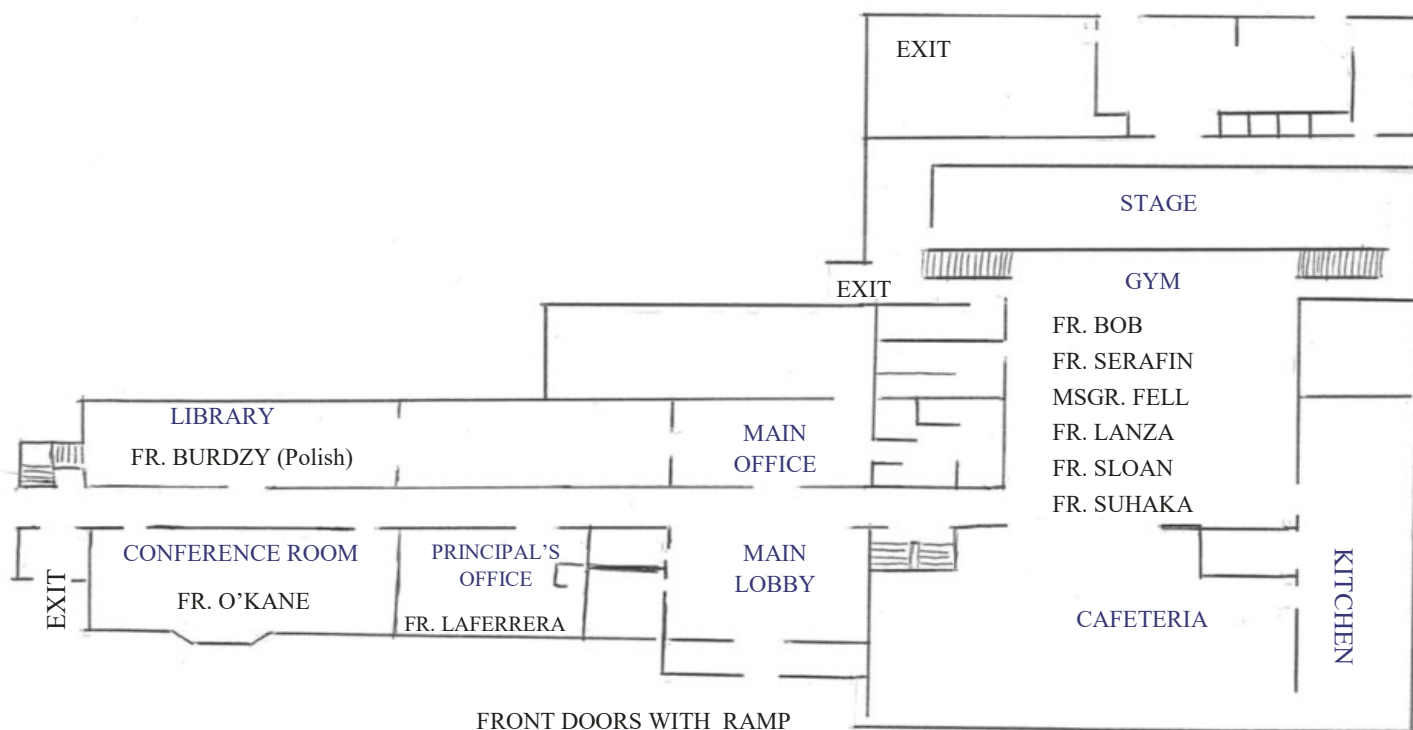 EXIT
STAGE
GYM
EXIT
FR. BOB
FR. SERAFIN
MSGR. FELL
FR. LANZA
FR. SLOAN
FR. SUHAKA
LIBRARY
FR. BURDZY (Polish)
MAIN
OFFICE
CONFERENCE ROOM
FR. O’KANE
PRINCIPAL’S
OFFICE
FR. LAFERRERA
MAIN
LOBBY
CAFETERIA
KITCHEN
EXIT
FRONT DOORS WITH RAMP